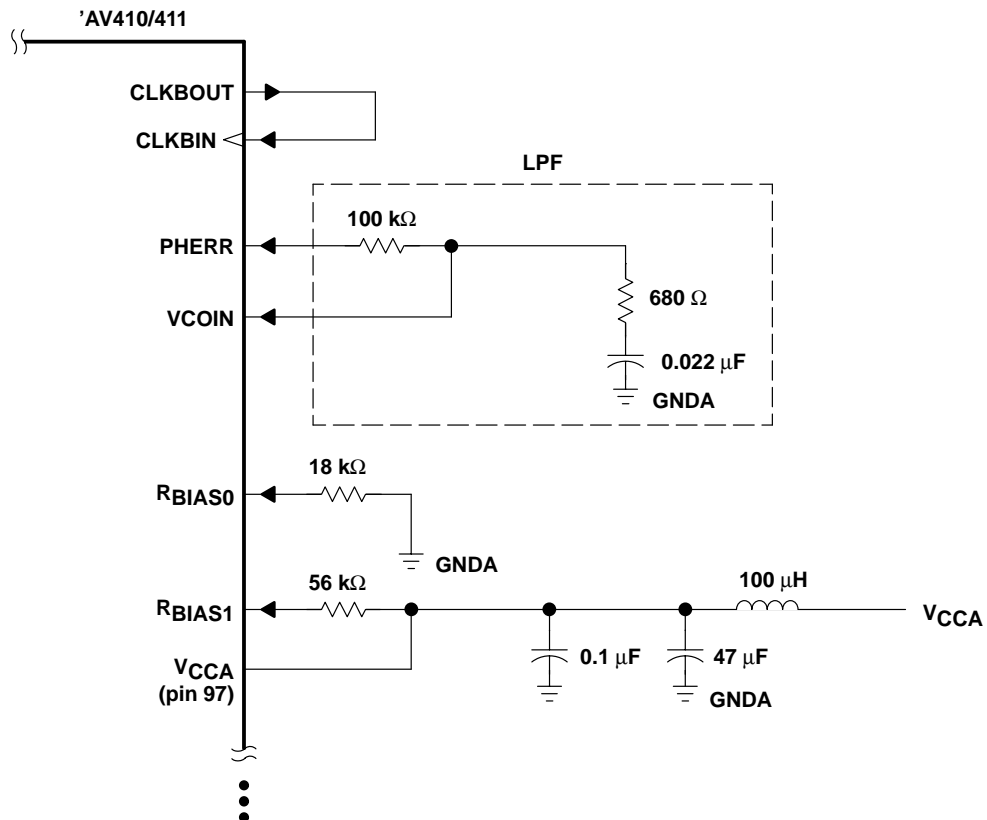 ’AV410/411
CLKBOUT
CLKBIN
LPF
100 kΩ
PHERR
680 Ω
VCOIN
0.022 μF
GNDA
18 kΩ
RBIAS0
GNDA
56 kΩ
100 μH
RBIAS1
VCCA
VCCA
(pin 97)
0.1 μF
47 μF
GNDA